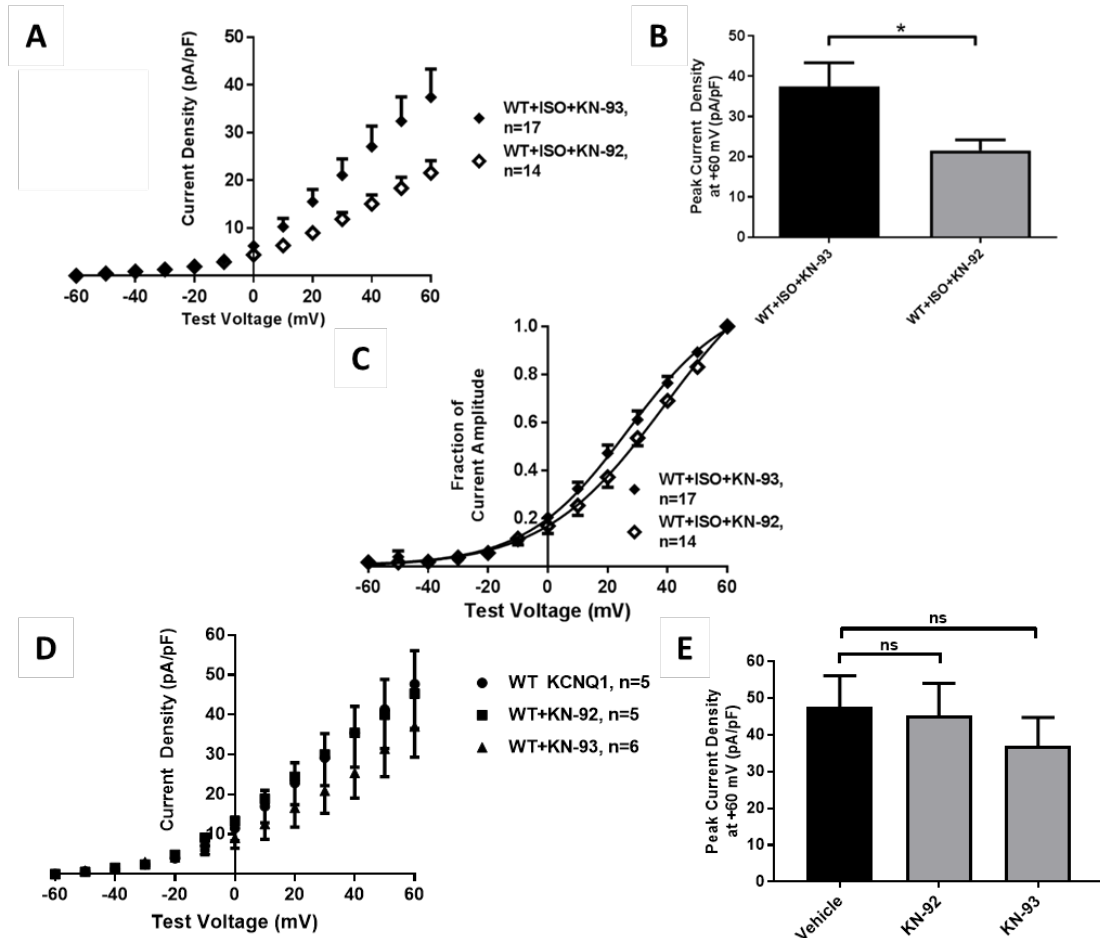 A
Current Density (pA/pF)
50
40
30
20
10
-60 -40 -20 0 20 40 60
Test Voltage (mV)
WT+ISO+KN-93,
n=17
WT+ISO+KN-92,
n=14
B
*
Peak Current Density
at +60 mV (pA/pF)
50
40
30
20
10
0
WT+ISO+KN-93
WT+ISO+KN-92
C
Fraction of
Current Amplitude
1.0
0.8
0.6
0.4
0.2
-60 -40 -20 0 20 40 60
Test Voltage (mV)
WT+ISO+KN-93,
n=17
WT+ISO+KN-92,
n=14
D
Current Density (pA/pF)
60
50
40
30
20
10
-60 -40 -20 0 20 40 60
Test Voltage (mV)
WT KCNQ1, n=5
WT+KN-92, n=5
WT+KN-93, n=6
E
ns
ns
Peak Current Density
at +60 mV (pA/pF)
60
50
40
30
20
10
0
Vehicle
KN-92
KN-93